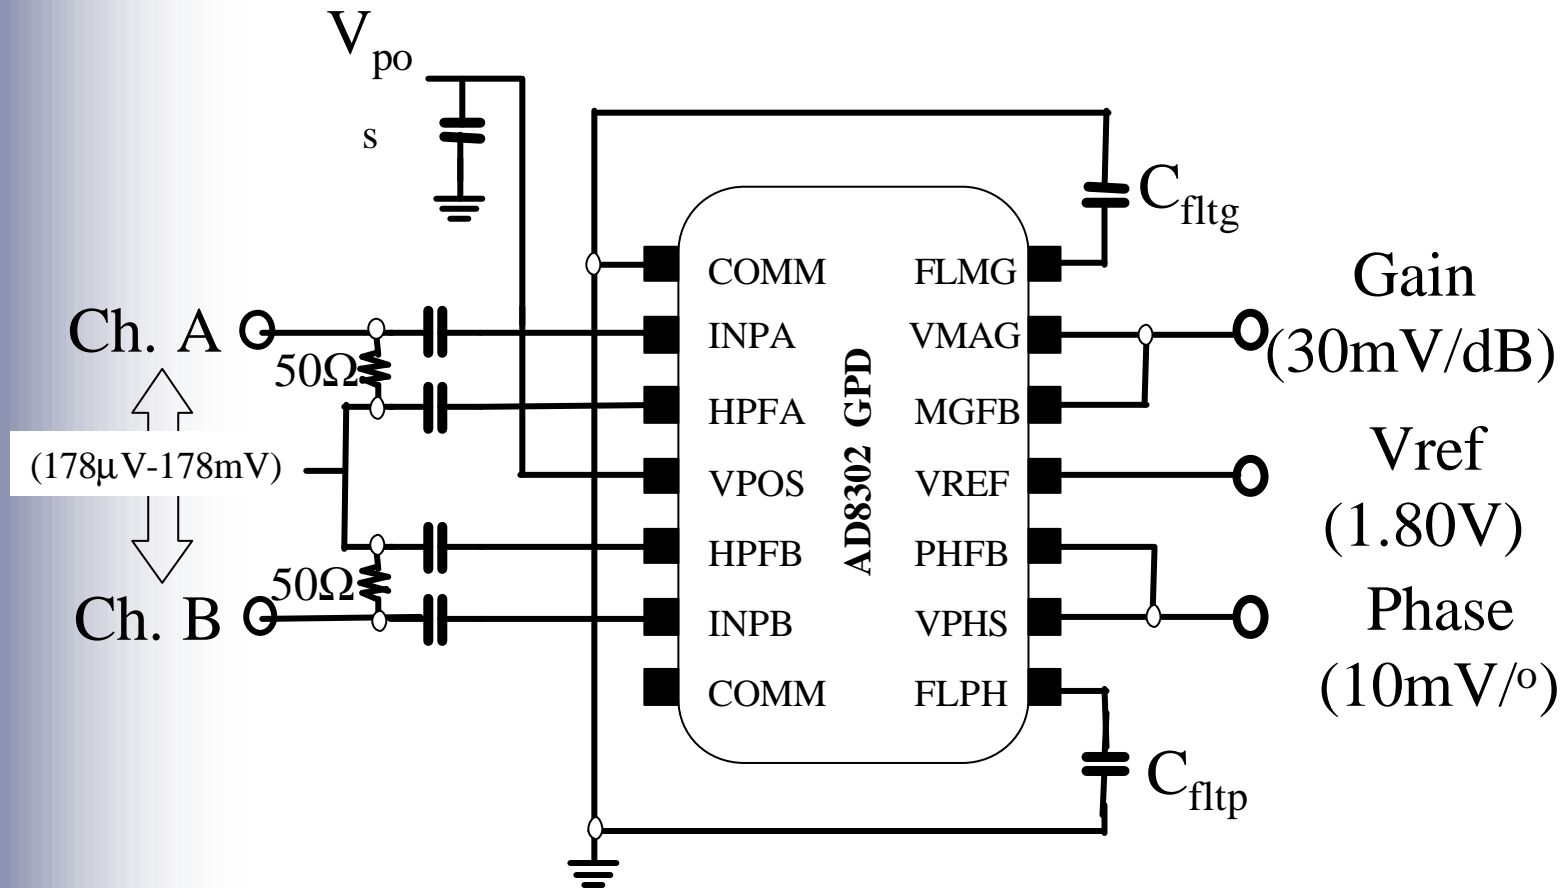 V
po
s
C
fltg
COMM
FLMG
Ch. A
INPA
VMAG
Gain
(30mV/dB)
50Ω
HPFA
MGFB
AD8302 GPD
(178μV-178mV)
VPOS
VREF
Vref
(1.80V)
HPFB
PHFB
50Ω
Ch. B
INPB
VPHS
Phase
(10mV/o)
COMM
FLPH
C
fltp